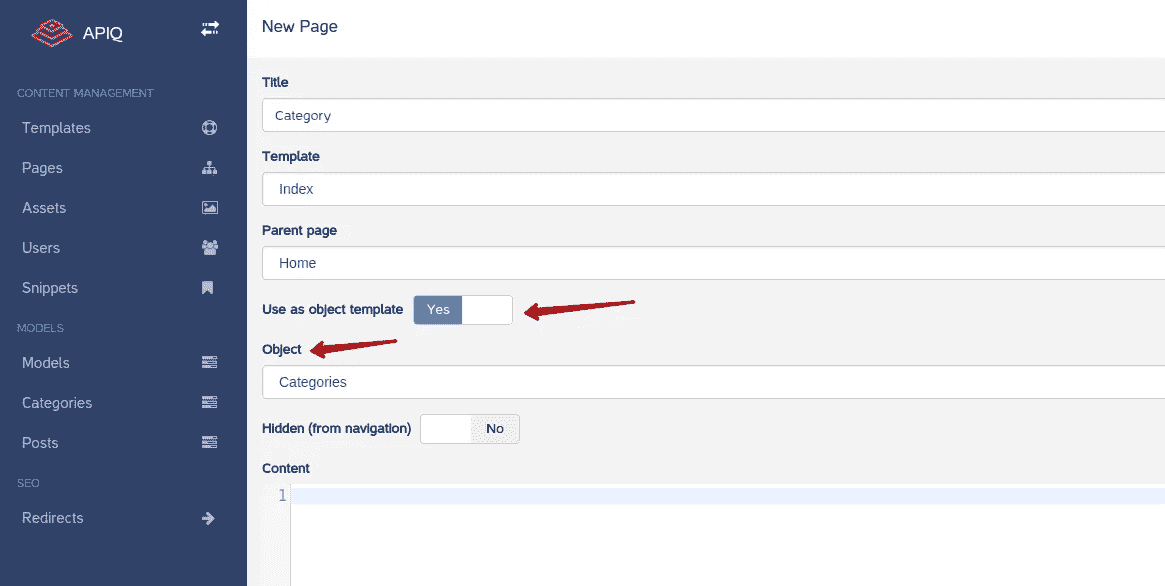 APIQ
CONTENT MANAGEMENT
Templates
Pages
Assets
Users
Snippets
MODELS
Models
Categories
Posts
SEO
Redirects
New Page
Title
Category
Template
Index
Parent page
Home
Use as object template Yes
Object
Categories
Hidden (from navigation) No
Content
1